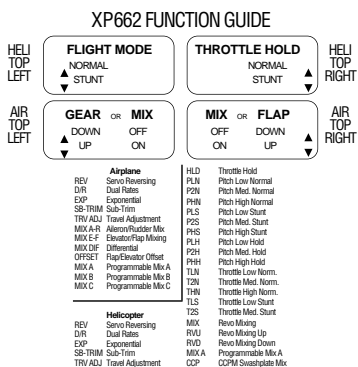 XP662 FUNCTION GUIDE
HELI TOP LEFT
FLIGHT MODE
NORMAL
STUNT
THROTTLE HOLD
NORMAL
STUNT
HELI TOP RIGHT
AIR TOP LEFT
GEAR OR MIX
DOWN OFF
UP ON
MIX OR FLAP
OFF DOWN
ON UP
AIR TOP RIGHT
Airplane
REV Servo Reversing
D/R Dual Rates
EXP Exponential
SB-TRIM Sub-Trim
TRV ADJ Travel Adjustment
MIX A-R Aileron/Rudder Mix
MIX E-F Elevator/Flap Mixing
MIX DIF Differential
OFFSET Flap/Elevator Offset
MIX A Programmable Mix A
MIX B Programmable Mix B
MIX C Programmable Mix C
Helicopter
REV Servo Reversing
D/R Dual Rates
EXP Exponential
SB-TRIM Sub-Trim
TRV ADJ Travel Adjustment
HLD Throttle Hold
PLN Pitch Low Normal
P2N Pitch Med. Normal
PHN Pitch High Normal
PLS Pitch Low Stunt
P2S Pitch Med. Stunt
PHS Pitch High Stunt
PLH Pitch Low Hold
P2H Pitch Med. Hold
PHH Pitch High Hold
TLN Throttle Low Norm.
T2N Throttle Med. Norm.
THN Throttle High Norm.
TLS Throttle Low Stunt
T2S Throttle Med. Stunt
MIX Revo Mixing
RVU Revo Mixing Up
RVD Revo Mixing Down
MIX A Programmable Mix A
CCP CCPM Swashplate Mix